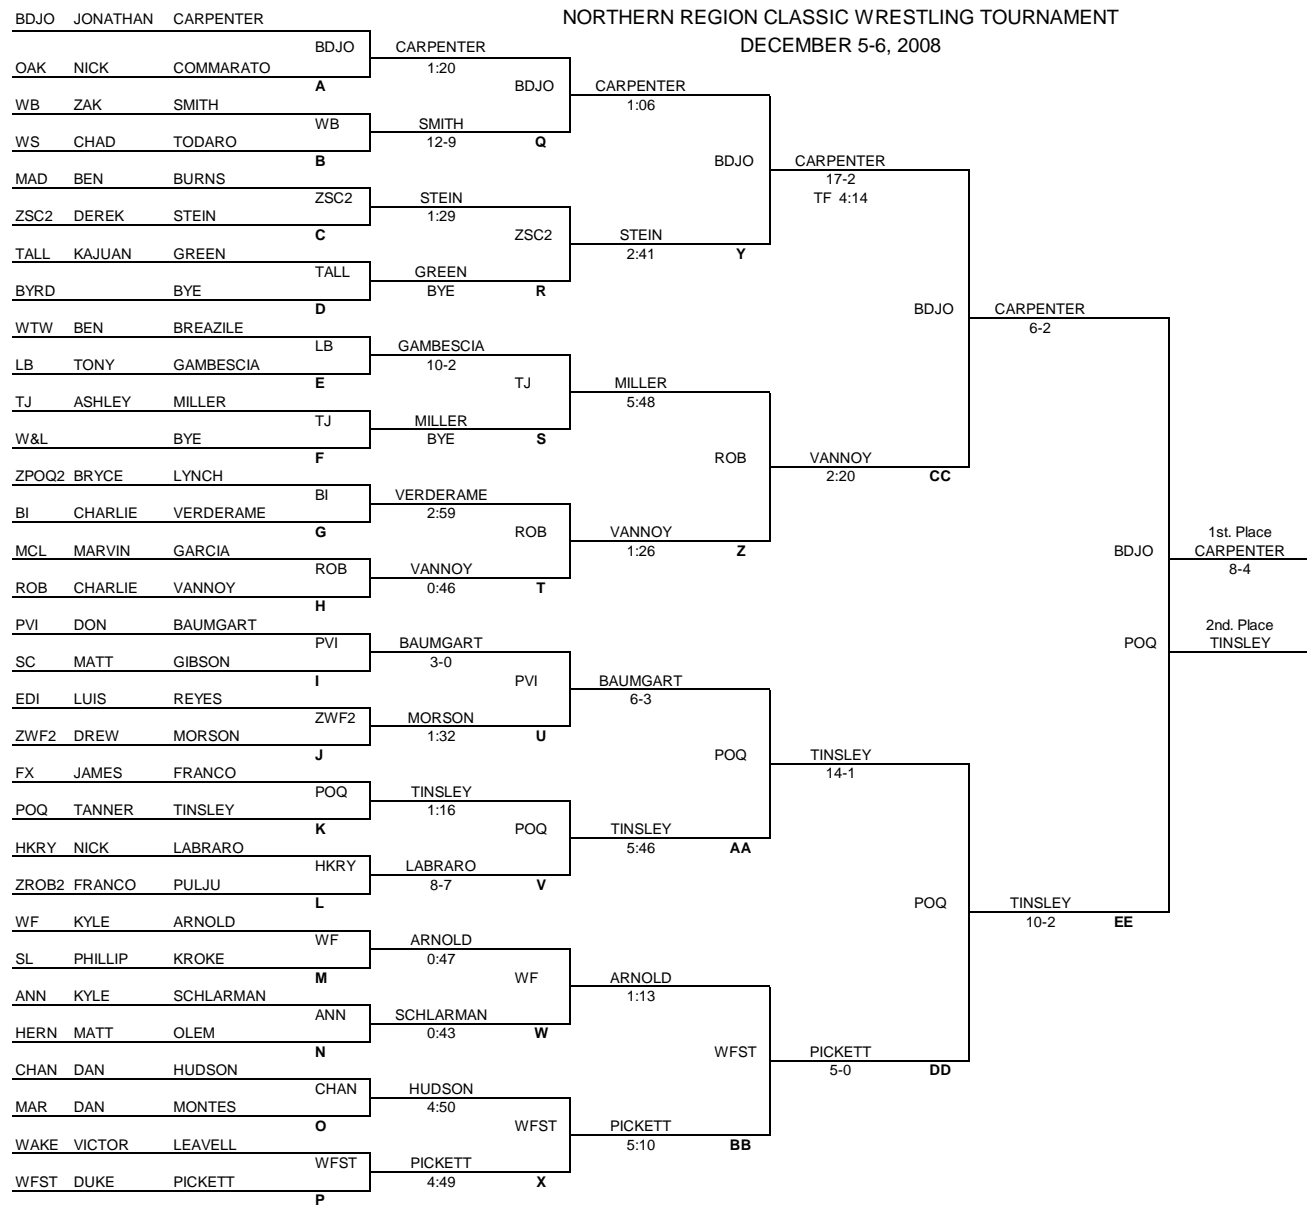 NORTHERN REGION CLASSIC WRESTLING TOURNAMENT
DECEMBER 5-6, 2008
BDJO JONATHAN CARPENTER
OAK NICK COMMARATO
WB ZAK SMITH
WS CHAD TODARO
MAD BEN BURNS
ZSC2 DEREK STEIN
TALL KAJUAN GREEN
BYRD BYE
WTW BEN BREAZILE
LB TONY GAMBESCIA
TJ ASHLEY MILLER
W&L BYE
ZPOQ2 BRYCE LYNCH
BI CHARLIE VERDERAME
MCL MARVIN GARCIA
ROB CHARLIE VANNOY
PVI DON BAUMGART
SC MATT GIBSON
EDI LUIS REYES
ZWF2 DREW MORSON
FX JAMES FRANCO
POQ TANNER TINSLEY
HKRY NICK LABRARO
ZROB2 FRANCO PULJU
WF KYLE ARNOLD
SL PHILLIP KROKE
ANN KYLE SCHLARMAN
HERN MATT OLEM
CHAN DAN HUDSON
MAR DAN MONTES
WAKE VICTOR LEAVELL
WFST DUKE PICKETT
BDJO CARPENTER
1:20
A
WB SMITH
12-9
B
ZSC2 STEIN
1:29
C
TALL GREEN
BYE
D
LB GAMBESCIA
10-2
E
TJ MILLER
BYE
F
BI VERDERAME
2:59
G
ROB VANNOY
0:46
H
PVI BAUMGART
3-0
I
ZWF2 MORSON
1:32
J
POQ TINSLEY
1:16
K
HKRY LABRARO
8-7
L
WF ARNOLD
0:47
M
ANN SCHLARMAN
0:43
N
CHAN HUDSON
4:50
O
WFST PICKETT
4:49
P
BDJO CARPENTER
1:06
Q
ZSC2 STEIN
2:41
R
TJ MILLER
5:48
S
ROB VANNOY
1:26
T
PVI BAUMGART
6-3
U
POQ TINSLEY
5:46
V
WF ARNOLD
1:13
W
WFST PICKETT
5:10
X
BDJO CARPENTER
17-2
TF 4:14
Y
ROB VANNOY
2:20
Z
POQ TINSLEY
14-1
AA
WFST PICKETT
5-0
BB
BDJO CARPENTER
6-2
CC
POQ TINSLEY
10-2
DD
1st. Place
BDJO CARPENTER
8-4
2nd. Place
POQ TINSLEY
EE